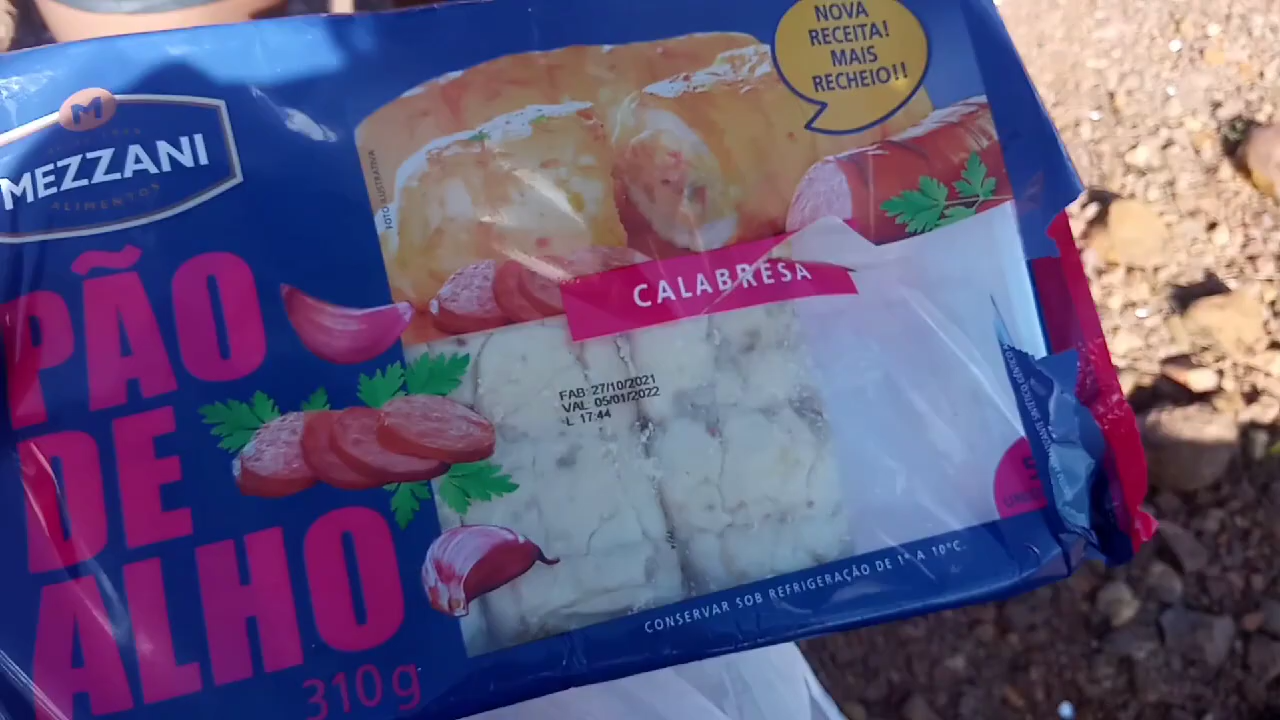 NOVA
RECEITA!
MAIS
RECHEIO!!
M
MEZZANI
ALIMENTOS
FOTO ILUSTRATIVA
PÃO
DE
ALHO
310g
CALABRESA
FAB: 27/10/2021
VAL 05/01/2022
L 17:44
CONSERVAR SOB REFRIGERAÇÃO DE 1° A 10°C.